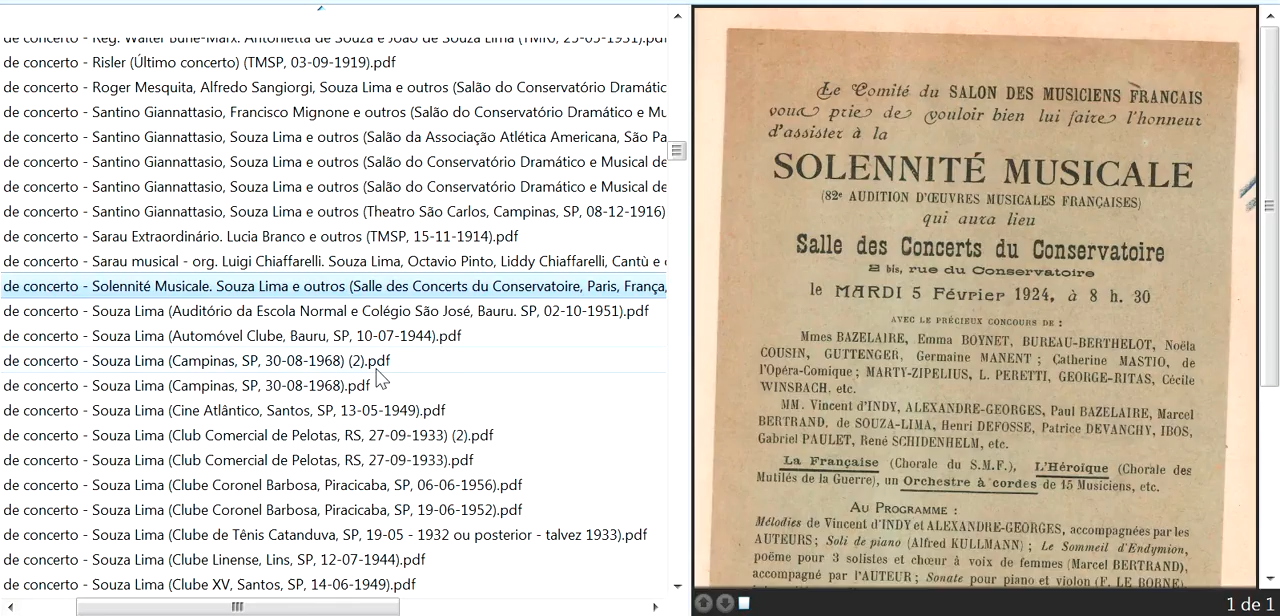 de concerto - Reg. Walter Burle-Marx. Antonietta de Souza e João de Souza Lima (TMRJ, 25-05-1931).pdf
de concerto - Risler (Último concerto) (TMSP, 03-09-1919).pdf
de concerto - Roger Mesquita, Alfredo Sangiorgi, Souza Lima e outros (Salão do Conservatório Dramátic
de concerto - Santino Giannattasio, Francisco Mignone e outros (Salão do Conservatório Dramático e Mu
de concerto - Santino Giannattasio, Souza Lima e outros (Salão da Associação Atlética Americana, São Pa
de concerto - Santino Giannattasio, Souza Lima e outros (Salão do Conservatório Dramático e Musical de
de concerto - Santino Giannattasio, Souza Lima e outros (Salão do Conservatório Dramático e Musical de
de concerto - Santino Giannattasio, Souza Lima e outros (Theatro São Carlos, Campinas, SP, 08-12-1916)
de concerto - Sarau Extraordinário. Lucia Branco e outros (TMSP, 15-11-1914).pdf
de concerto - Sarau musical - org. Luigi Chiaffarelli. Souza Lima, Octavio Pinto, Liddy Chiaffarelli, Cantù e
de concerto - Solennité Musicale. Souza Lima e outros (Salle des Concerts du Conservatoire, Paris, França,
de concerto - Souza Lima (Auditório da Escola Normal e Colégio São José, Bauru. SP, 02-10-1951).pdf
de concerto - Souza Lima (Automóvel Clube, Bauru, SP, 10-07-1944).pdf
de concerto - Souza Lima (Campinas, SP, 30-08-1968) (2).pdf
de concerto - Souza Lima (Campinas, SP, 30-08-1968).pdf
de concerto - Souza Lima (Cine Atlântico, Santos, SP, 13-05-1949).pdf
de concerto - Souza Lima (Club Comercial de Pelotas, RS, 27-09-1933) (2).pdf
de concerto - Souza Lima (Club Comercial de Pelotas, RS, 27-09-1933).pdf
de concerto - Souza Lima (Clube Coronel Barbosa, Piracicaba, SP, 06-06-1956).pdf
de concerto - Souza Lima (Clube Coronel Barbosa, Piracicaba, SP, 19-06-1952).pdf
de concerto - Souza Lima (Clube de Tênis Catanduva, SP, 19-05 - 1932 ou posterior - talvez 1933).pdf
de concerto - Souza Lima (Clube Linense, Lins, SP, 12-07-1944).pdf
de concerto - Souza Lima (Clube XV, Santos, SP, 14-06-1949).pdf
Le Comité du SALON DES MUSICIENS FRANCAIS
vous prie de vouloir bien lui faire l'honneur
d'assister à la
SOLENNITÉ MUSICALE
(82e AUDITION D'ŒUVRES MUSICALES FRANÇAISES)
qui aura lieu
Salle des Concerts du Conservatoire
2 bis, rue du Conservatoire
le MARDI 5 Février 1924, à 8 h. 30
AVEC LE PRÉCIEUX CONCOURS DE :
Mmes BAZELAIRE, Emma BOYNET, BUREAU-BERTHELOT, Noëla
COUSIN, GUTTENGER, Germaine MANENT ; Catherine MASTIO, de
l'Opéra-Comique ; MARTY-ZIPELIUS, L. PERETTI, GEORGE-RITAS, Cécile
WINSBACH. etc.
MM. Vincent d'INDY, ALEXANDRE-GEORGES, Paul BAZELAIRE, Marcel
BERTRAND, de SOUZA-LIMA, Henri DEFOSSE, Patrice DEVANCHY, IBOS,
Gabriel PAULET, René SCHIDENHELM, etc.
La Française (Chorale du S.M.F.), L'Héroïque (Chorale des
Mutilés de la Guerre), un Orchestre à cordes de 15 Musiciens, etc.
AU PROGRAMME :
Mélodies de Vincent d'INDY et ALEXANDRE-GEORGES, accompagnées par les
AUTEURS ; Soli de piano (Alfred KULLMANN) ; Le Sommeil d'Endymion,
poëme pour 3 solistes et chœur à voix de femmes (Marcel BERTRAND),
accompagné par l'AUTEUR ; Sonate pour piano et violon (F. LE BORNE)
1 de 1